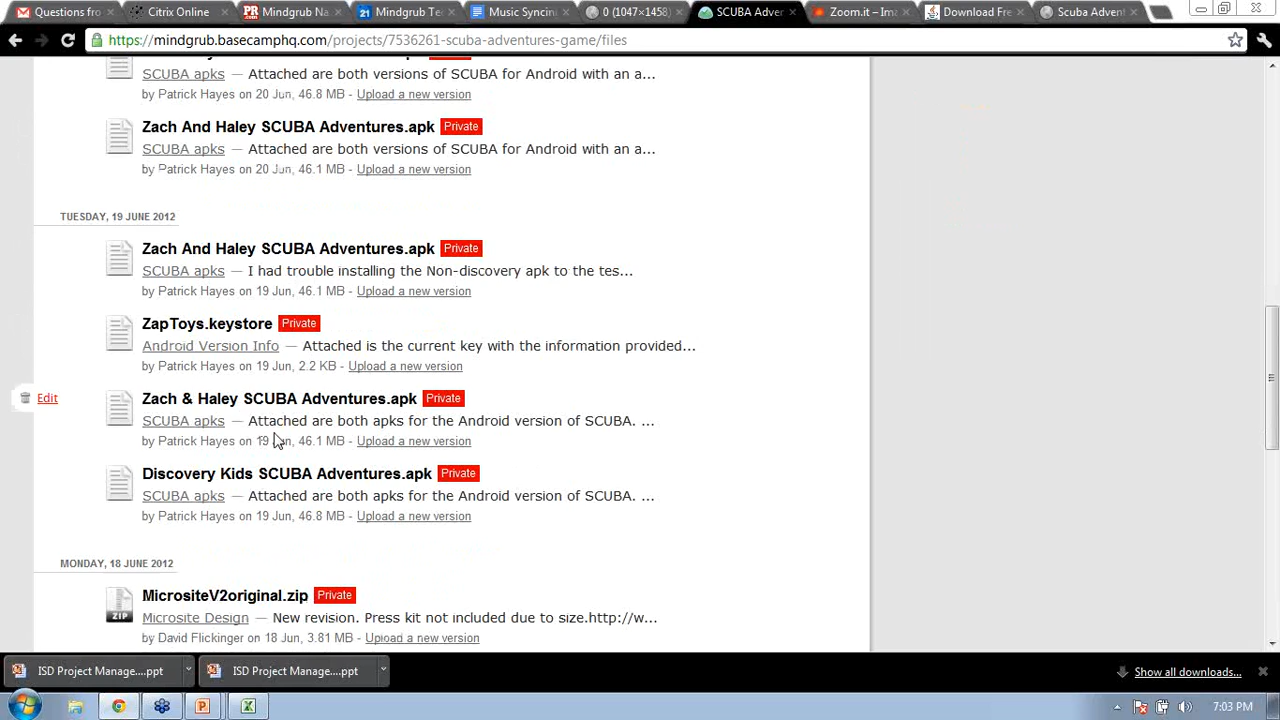 Questions fro
Citrix Online
Mindgrub Na
Mindgrub Tec
Music Syncin
0 (1047×1458)
SCUBA Adver
Zoom.it – Ima
Download Fre
Scuba Advent
https://mindgrub.basecamphq.com/projects/7536261-scuba-adventures-game/files
SCUBA apks — Attached are both versions of SCUBA for Android with an a...
by Patrick Hayes on 20 Jun, 46.8 MB - Upload a new version
Zach And Haley SCUBA Adventures.apk Private
SCUBA apks — Attached are both versions of SCUBA for Android with an a...
by Patrick Hayes on 20 Jun, 46.1 MB - Upload a new version
TUESDAY, 19 JUNE 2012
Zach And Haley SCUBA Adventures.apk Private
SCUBA apks — I had trouble installing the Non-discovery apk to the tes...
by Patrick Hayes on 19 Jun, 46.1 MB - Upload a new version
ZapToys.keystore Private
Android Version Info — Attached is the current key with the information provided...
by Patrick Hayes on 19 Jun, 2.2 KB - Upload a new version
Edit
Zach & Haley SCUBA Adventures.apk Private
SCUBA apks — Attached are both apks for the Android version of SCUBA. ...
by Patrick Hayes on 19 Jun, 46.1 MB - Upload a new version
Discovery Kids SCUBA Adventures.apk Private
SCUBA apks — Attached are both apks for the Android version of SCUBA. ...
by Patrick Hayes on 19 Jun, 46.8 MB - Upload a new version
MONDAY, 18 JUNE 2012
MicrositeV2original.zip Private
ZIP
Microsite Design — New revision. Press kit not included due to size.http://w...
by David Flickinger on 18 Jun, 3.81 MB - Upload a new version
ISD Project Manage....ppt
ISD Project Manage....ppt
Show all downloads...
7:03 PM